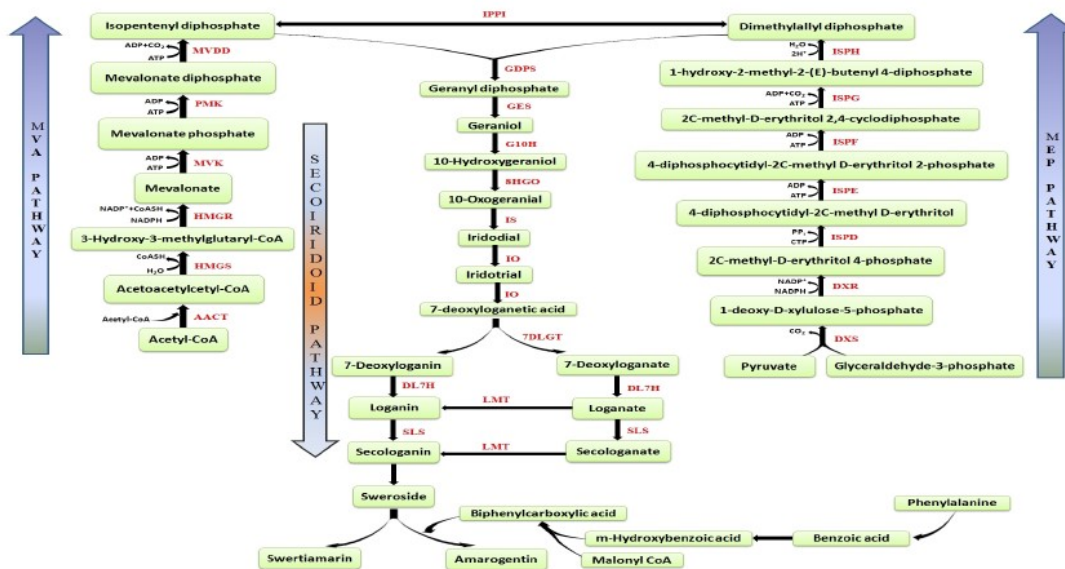 IPPI
Isopentenyl diphosphate
Dimethylallyl diphosphate
MVA PATHWAY
ADP+CO₂
ATP
MVDD
Mevalonate diphosphate
ADP
ATP
PMK
Mevalonate phosphate
ADP
ATP
MVK
Mevalonate
NADP⁺+CoASH
NADPH
HMGR
3-Hydroxy-3-methylglutaryl-CoA
CoASH
H₂O
HMGS
Acetoacetylcetyl-CoA
Acetyl-CoA
AACT
Acetyl-CoA
SECOIRIDOID PATHWAY
GDPS
Geranyl diphosphate
GES
Geraniol
G10H
10-Hydroxygeraniol
8HGO
10-Oxogeranial
IS
Iridodial
IO
Iridotrial
IO
7-deoxyloganetic acid
7DLGT
7-Deoxyloganin
7-Deoxyloganate
DL7H
DL7H
Loganin
LMT
Loganate
SLS
SLS
Secologanin
LMT
Secologanate
Sweroside
Swertiamarin
Amarogentin
Biphenylcarboxylic acid
m-Hydroxybenzoic acid
Malonyl CoA
Benzoic acid
Phenylalanine
H₂O
2H⁺
ISPH
1-hydroxy-2-methyl-2-(E)-butenyl 4-diphosphate
ADP+CO₂
ATP
ISPG
2C-methyl-D-erythritol 2,4-cyclodiphosphate
ADP
ATP
ISPF
4-diphosphocytidyl-2C-methyl D-erythritol 2-phosphate
ADP
ATP
ISPE
4-diphosphocytidyl-2C-methyl D-erythritol
PPᵢ
CTP
ISPD
2C-methyl-D-erythritol 4-phosphate
NADP⁺
NADPH
DXR
1-deoxy-D-xylulose-5-phosphate
CO₂
DXS
Pyruvate
Glyceraldehyde-3-phosphate
MEP PATHWAY